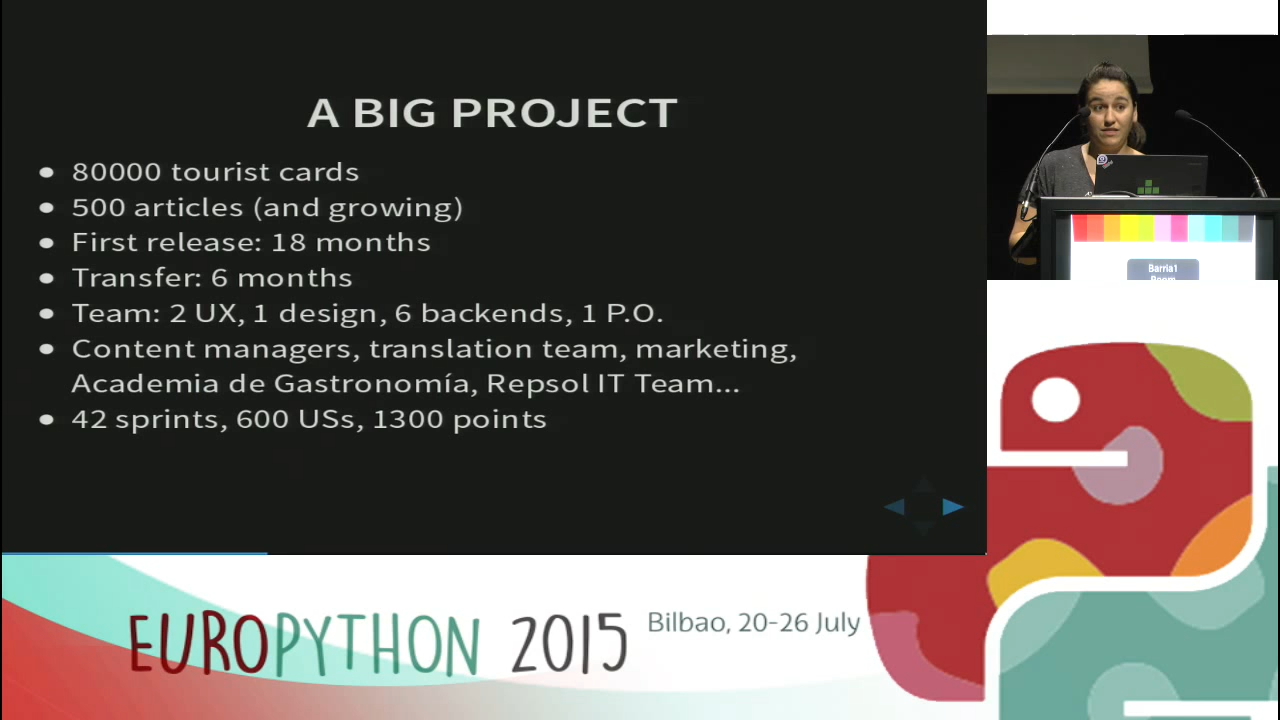 A BIG PROJECT
80000 tourist cards
500 articles (and growing)
First release: 18 months
Transfer: 6 months
Team: 2 UX, 1 design, 6 backends, 1 P.O.
Content managers, translation team, marketing,
Academia de Gastronomía, Repsol IT Team...
42 sprints, 600 USs, 1300 points
Barria1
Room
EUROPYTHON 2015
Bilbao, 20-26 July